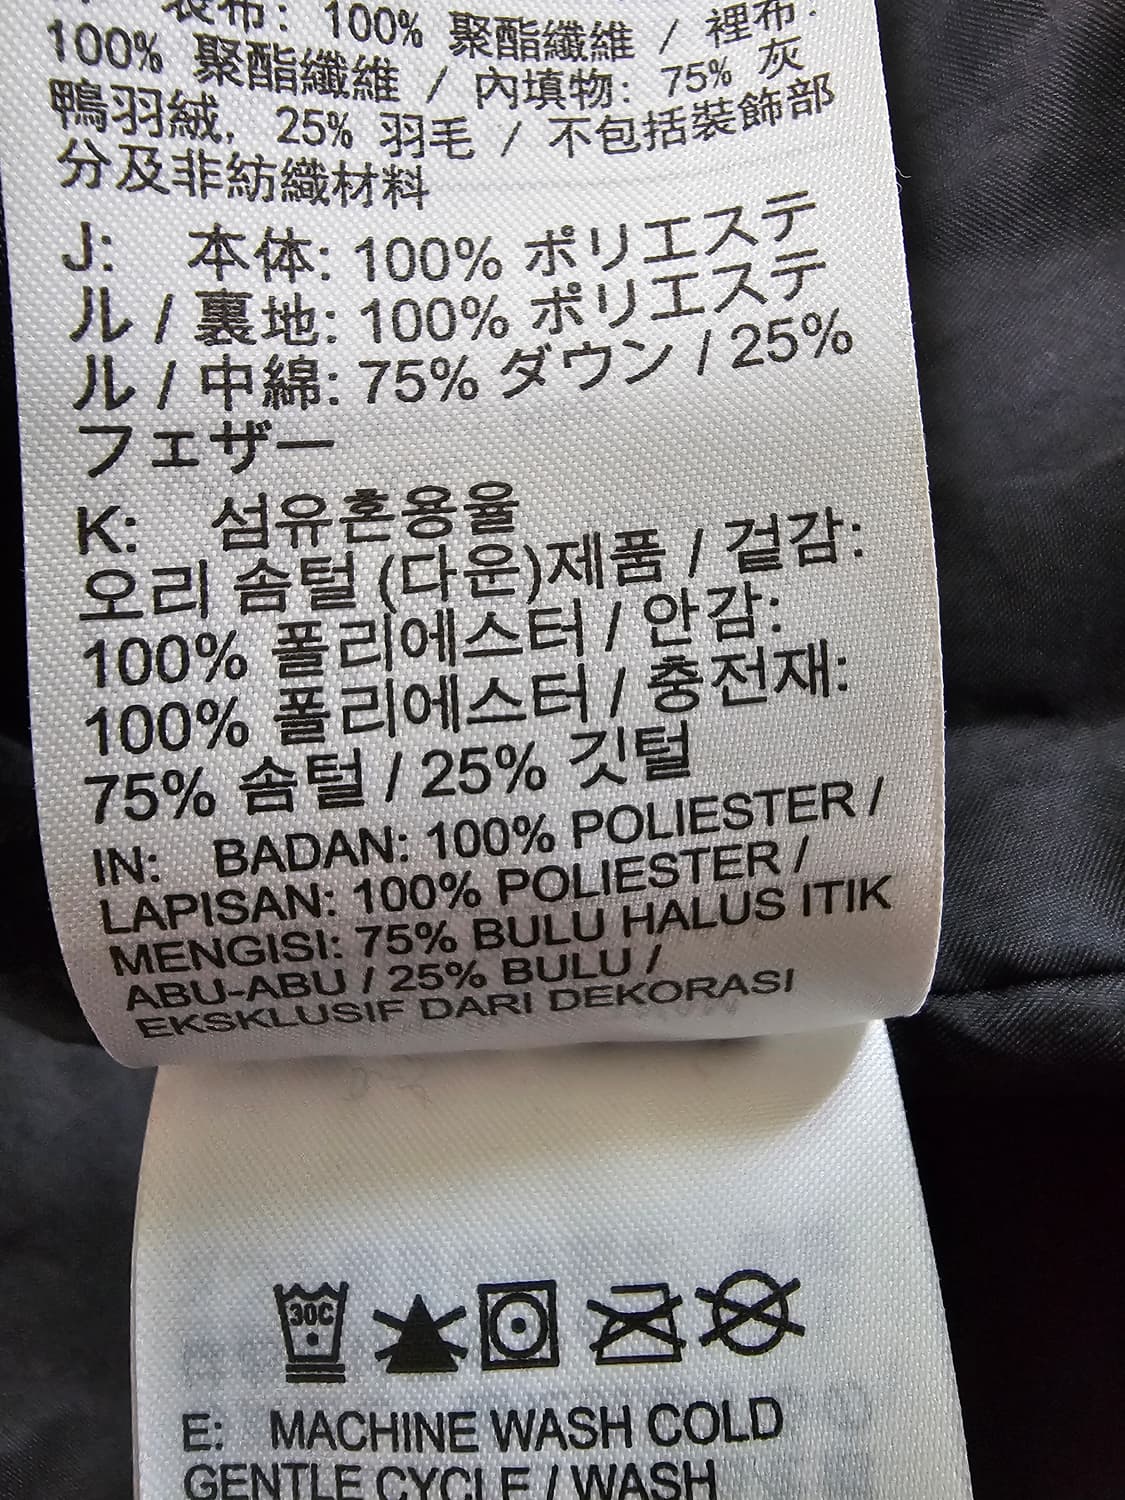 表布: 100% 聚酯纖維 / 裡布:
100% 聚酯纖維 / 內填物: 75% 灰
鴨羽絨, 25% 羽毛 / 不包括裝飾部
分及非紡織材料
J: 本体: 100% ポリエステ
ル / 裏地: 100% ポリエステ
ル / 中綿: 75% ダウン / 25%
フェザー
K: 섬유혼용율
오리 솜털 (다운)제품 / 겉감:
100% 폴리에스터 / 안감:
100% 폴리에스터 / 충전재:
75% 솜털 / 25% 깃털
IN: BADAN: 100% POLIESTER /
LAPISAN: 100% POLIESTER /
MENGISI: 75% BULU HALUS ITIK
ABU-ABU / 25% BULU /
EKSKLUSIF DARI DEKORASI
30C
E: MACHINE WASH COLD
GENTLE CYCLE / WASH